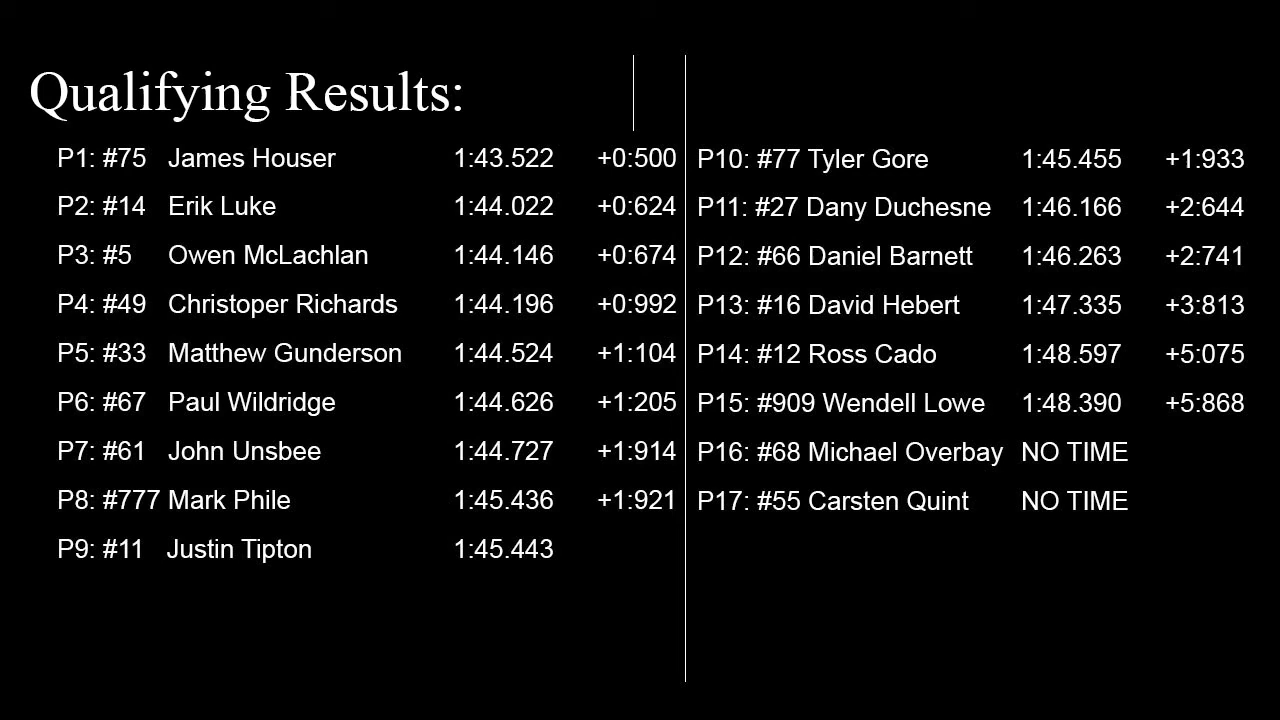 Qualifying Results:
P1: #75 James Houser 1:43.522 +0:500
P2: #14 Erik Luke 1:44.022 +0:624
P3: #5 Owen McLachlan 1:44.146 +0:674
P4: #49 Christoper Richards 1:44.196 +0:992
P5: #33 Matthew Gunderson 1:44.524 +1:104
P6: #67 Paul Wildridge 1:44.626 +1:205
P7: #61 John Unsbee 1:44.727 +1:914
P8: #777 Mark Phile 1:45.436 +1:921
P9: #11 Justin Tipton 1:45.443
P10: #77 Tyler Gore 1:45.455 +1:933
P11: #27 Dany Duchesne 1:46.166 +2:644
P12: #66 Daniel Barnett 1:46.263 +2:741
P13: #16 David Hebert 1:47.335 +3:813
P14: #12 Ross Cado 1:48.597 +5:075
P15: #909 Wendell Lowe 1:48.390 +5:868
P16: #68 Michael Overbay NO TIME
P17: #55 Carsten Quint NO TIME